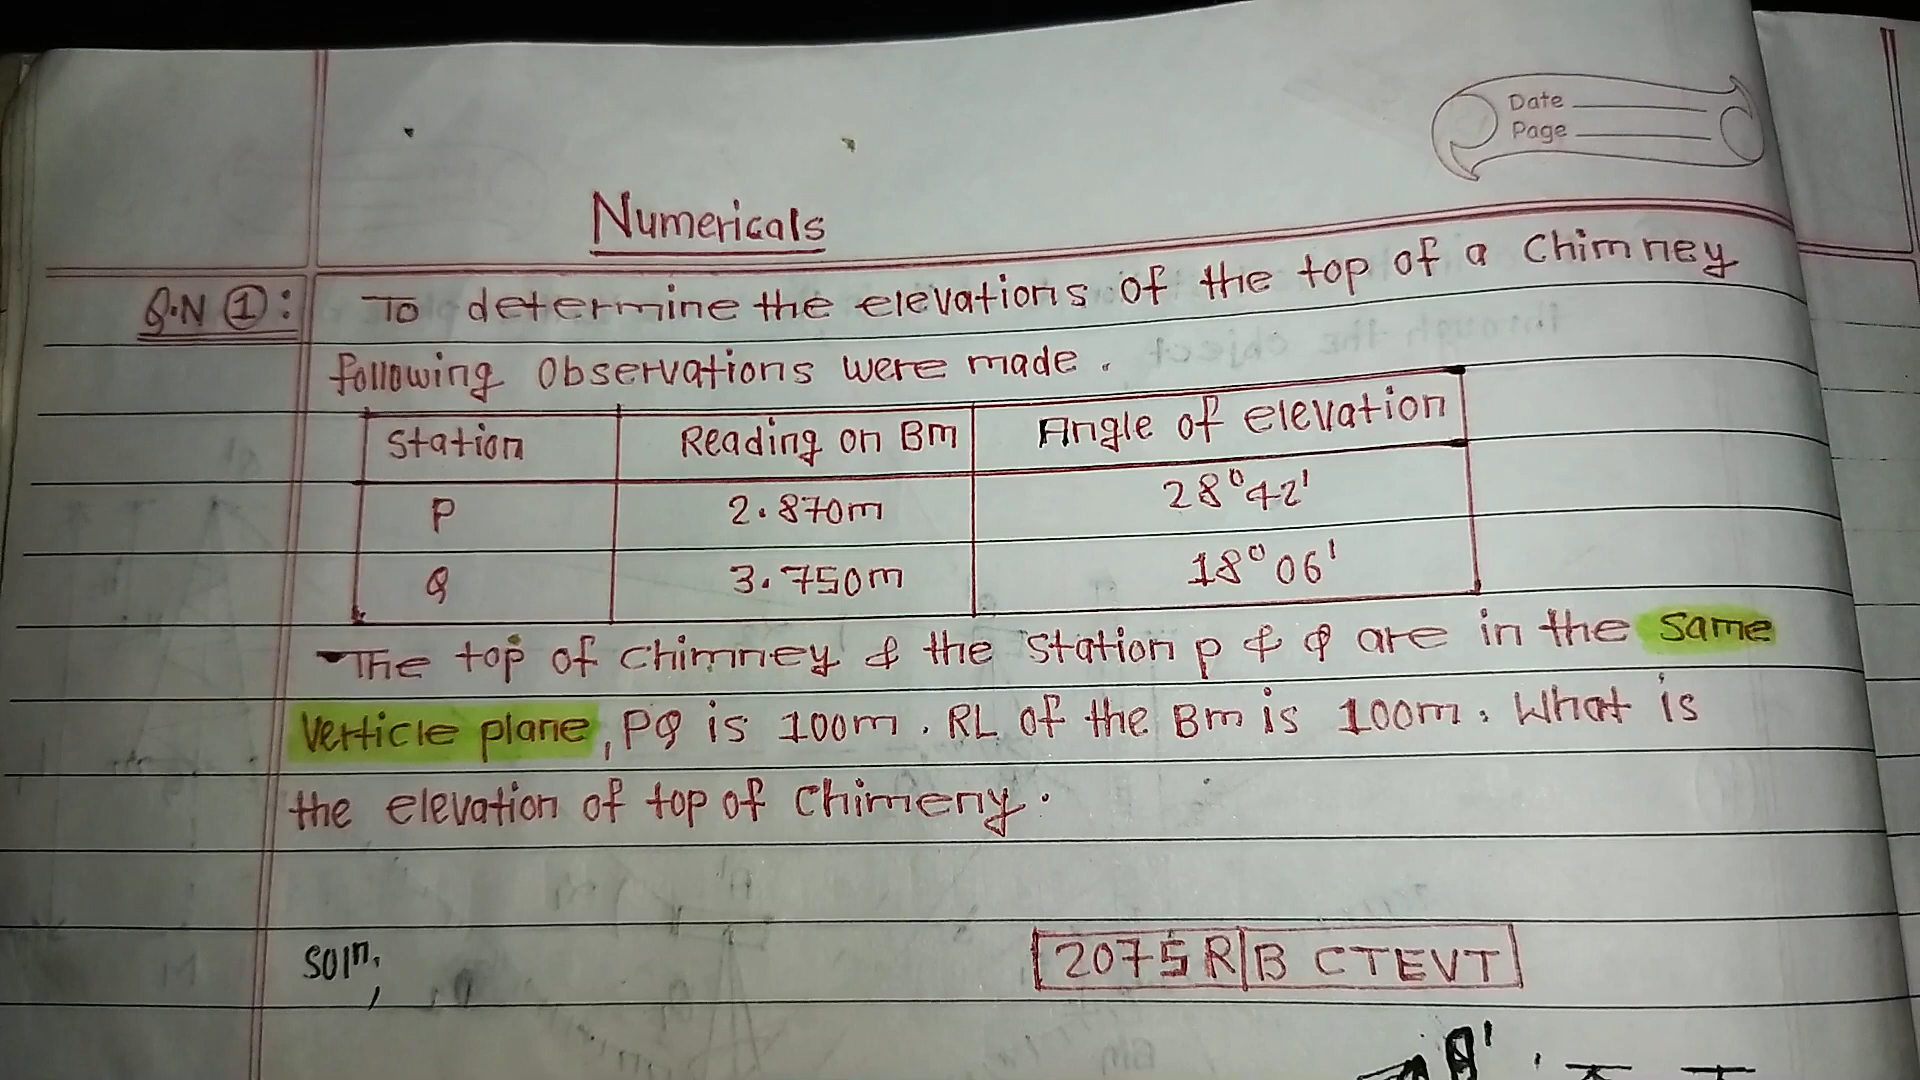 Date
Page
Numericals
Q.N ①: To determine the elevations of the top of a chimney
following observations were made.
Station Reading on BM Angle of elevation
P 2.870m 28°42'
Q 3.750m 18°06'
The top of chimney & the station P & Q are in the same
verticle plane, PQ is 100m. RL of the BM is 100m. What is
the elevation of top of chimeny.
soln,
2075 R/B CTEVT